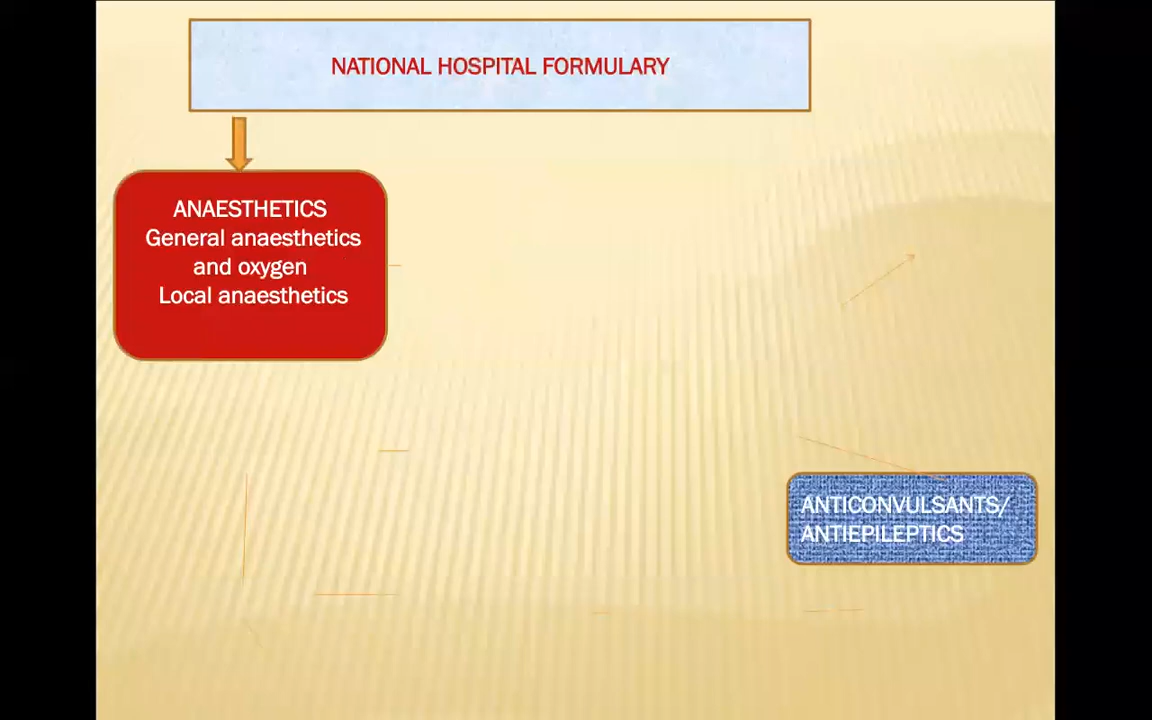 NATIONAL HOSPITAL FORMULARY
ANAESTHETICS
General anaesthetics
and oxygen
Local anaesthetics
ANTICONVULSANTS/
ANTIEPILEPTICS